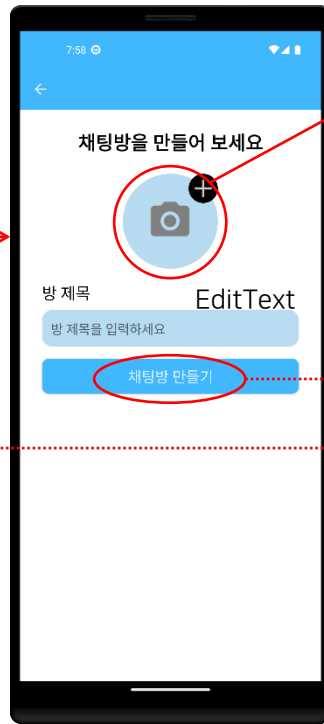 7:58
채팅방을 만들어 보세요
방 제목
EditText
방 제목을 입력하세요
채팅방 만들기